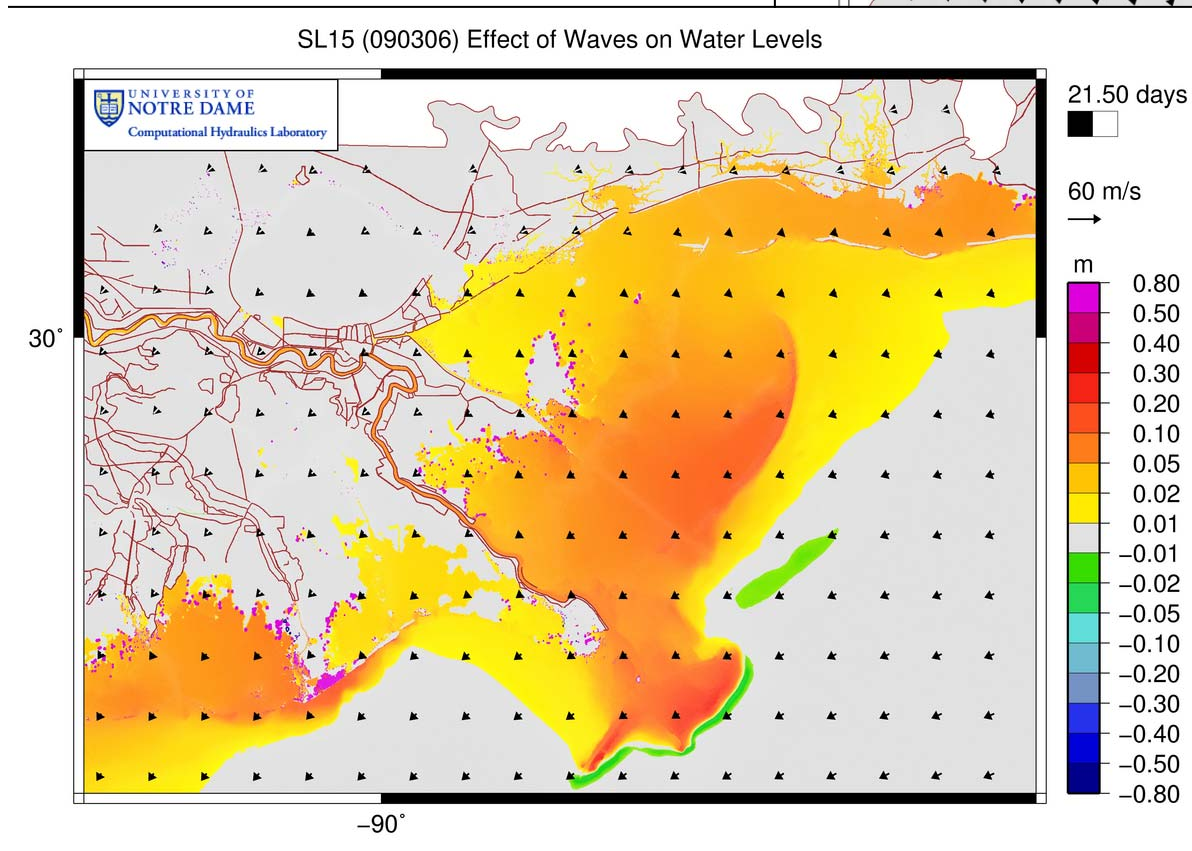 SL15 (090306) Effect of Waves on Water Levels
UNIVERSITY OF
NOTRE DAME
Computational Hydraulics Laboratory
21.50 days
60 m/s
m
0.80
0.50
0.40
0.30
0.20
0.10
0.05
0.02
0.01
−0.01
−0.02
−0.05
−0.10
−0.20
−0.30
−0.40
−0.50
−0.80
30°
−90°